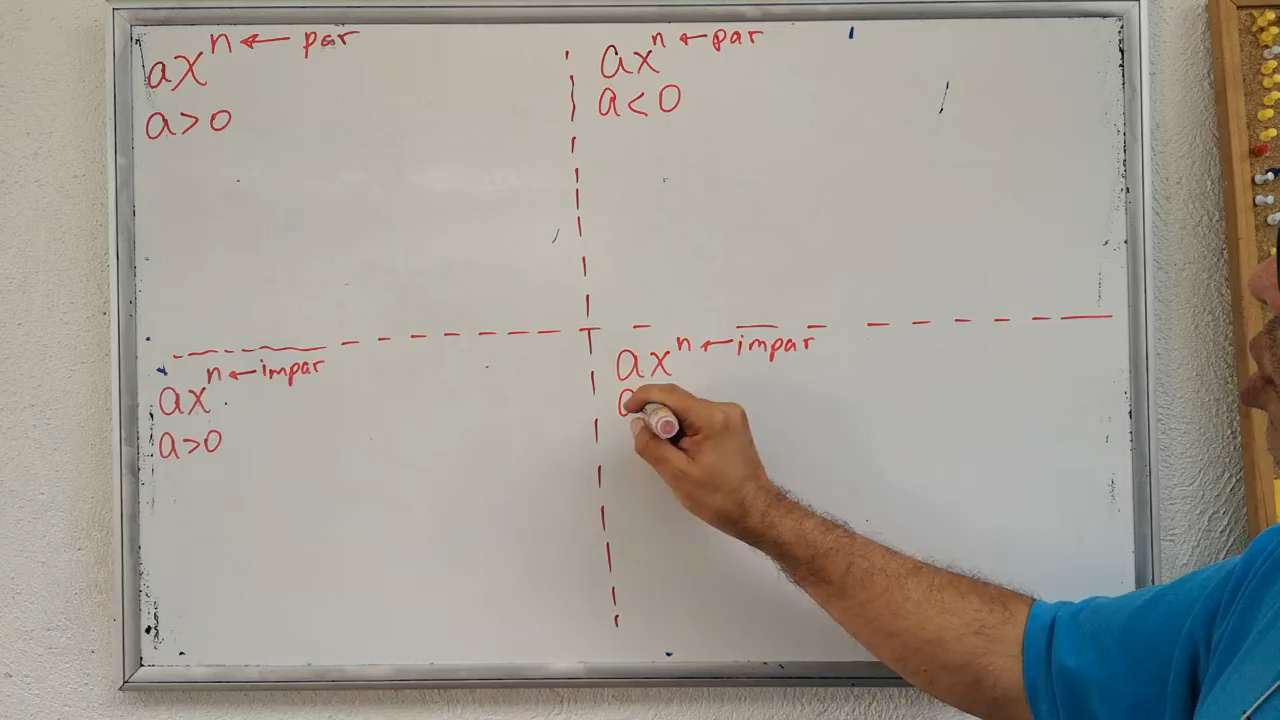 axⁿ ← par
a > 0
axⁿ ← par
a < 0
axⁿ ← impar
a > 0
axⁿ ← impar
a